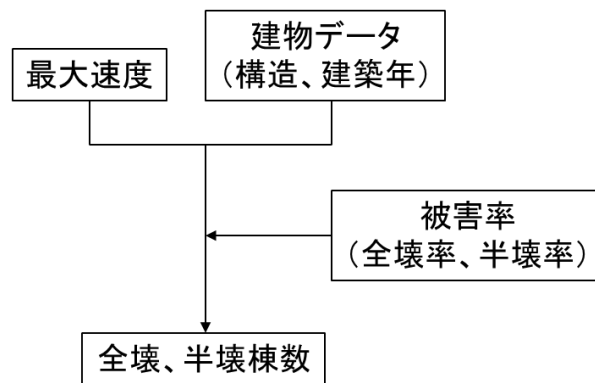 最大速度
建物データ
(構造、建築年)
被害率
(全壊率、半壊率)
全壊、半壊棟数